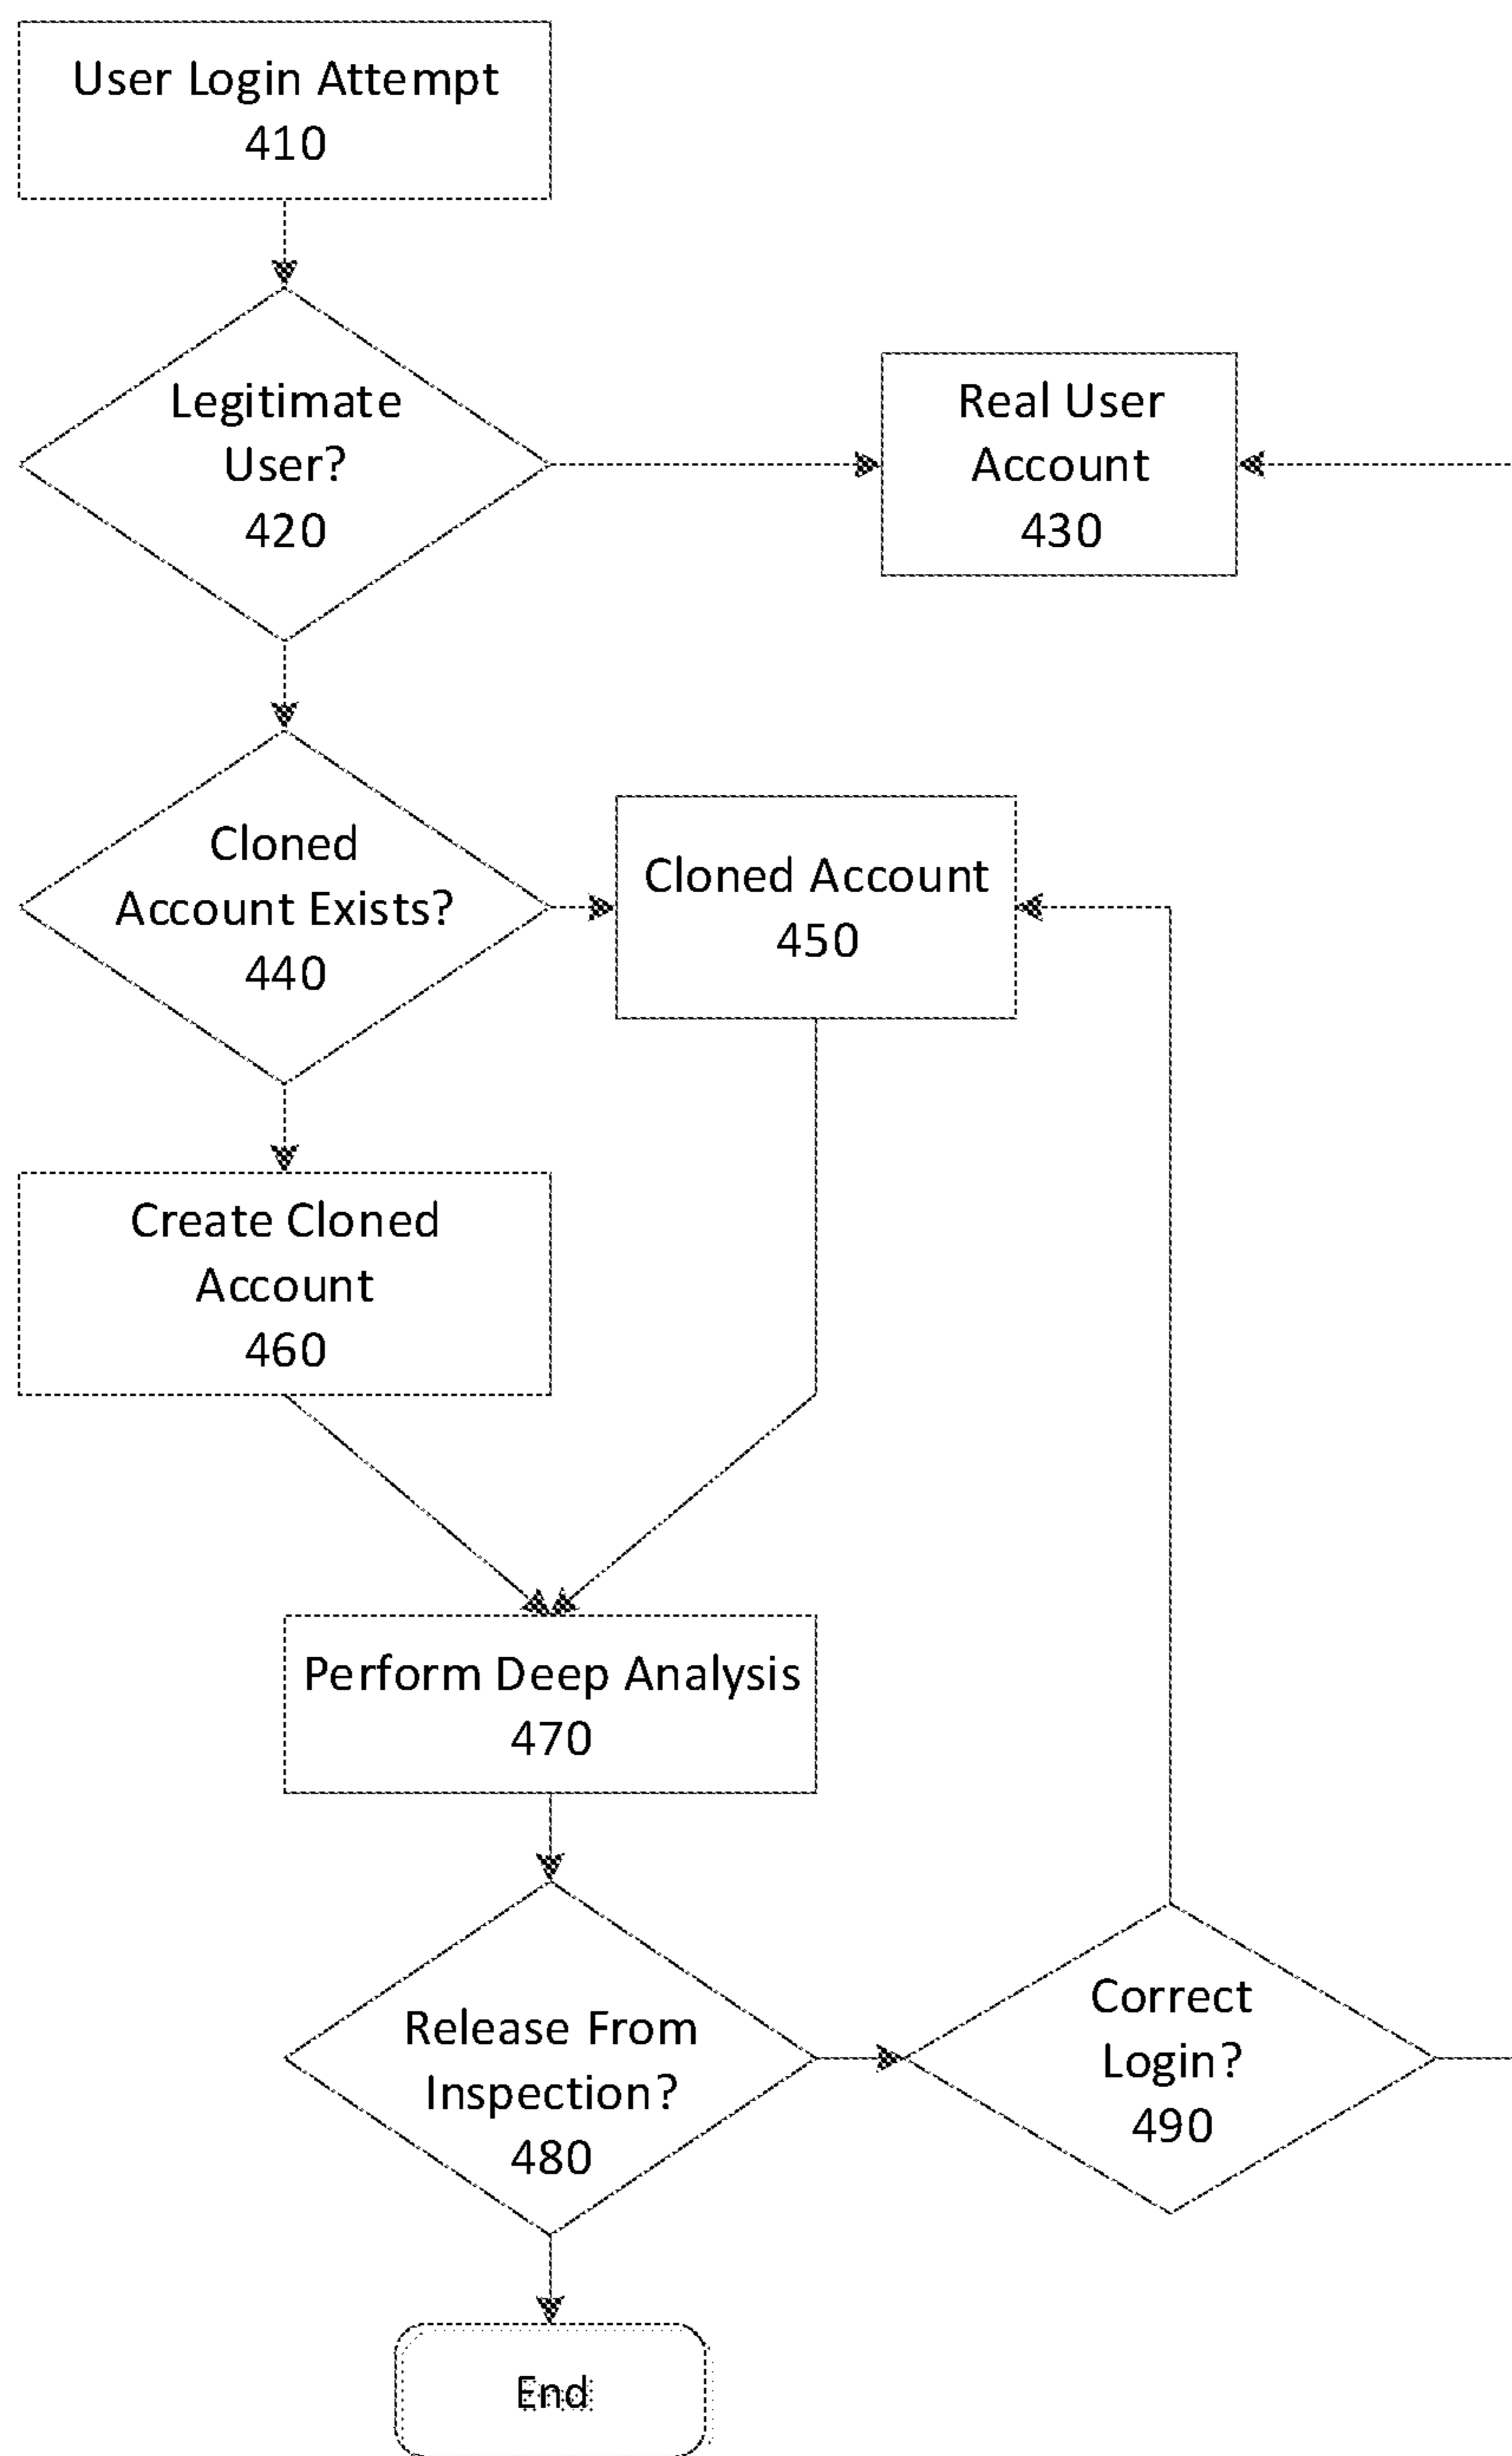 User Login Attempt
410
Legitimate
User?
420
Real User
Account
430
Cloned
Account Exists?
440
Cloned Account
450
Create Cloned
Account
460
Perform Deep Analysis
470
Release From
Inspection?
480
Correct
Login?
490
End